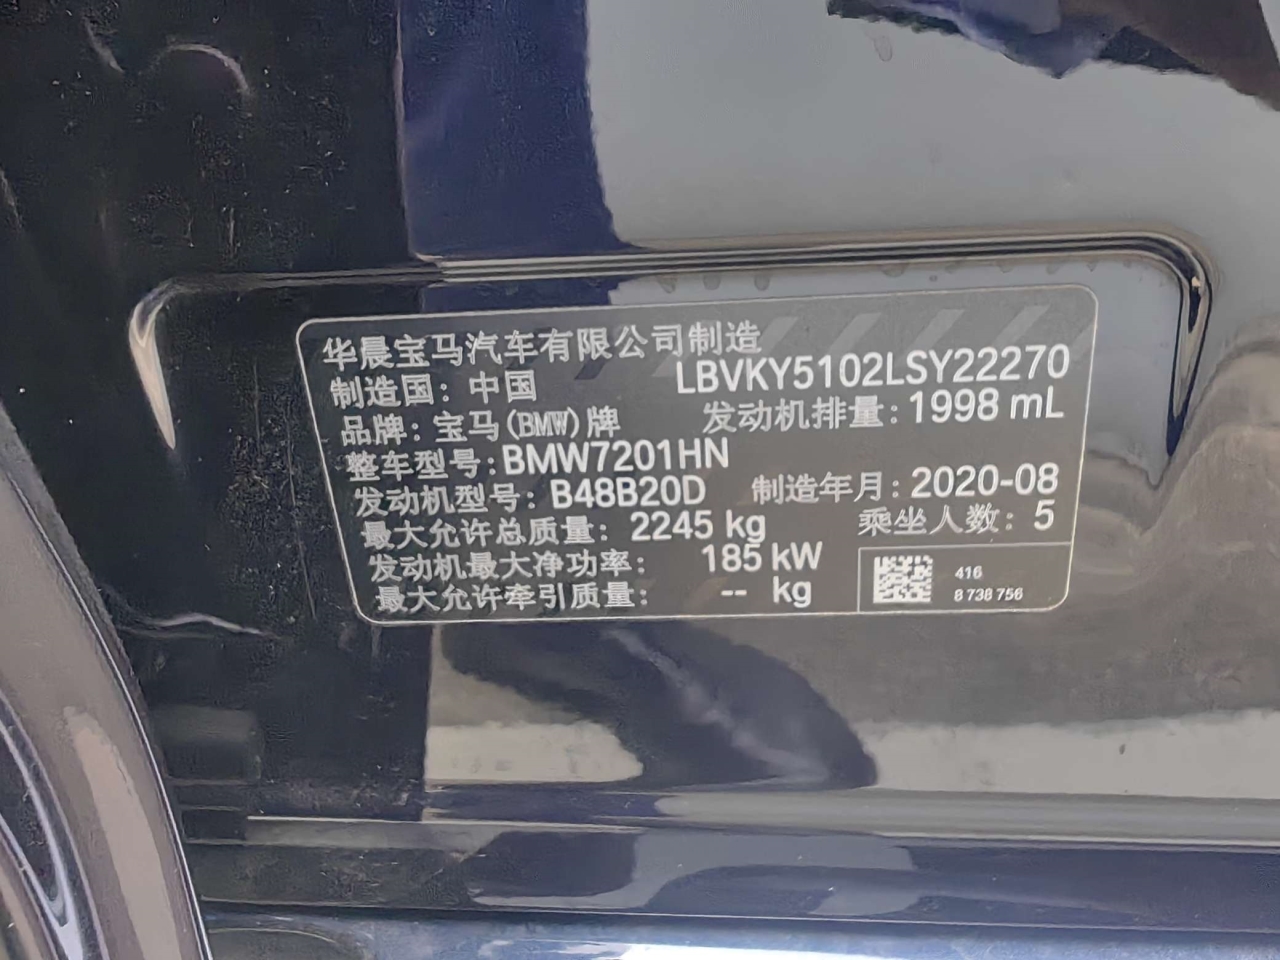 华晨宝马汽车有限公司制造
制造国：中国 LBVKY5102LSY22270
品牌：宝马(BMW)牌 发动机排量：1998 mL
整车型号：BMW7201HN
发动机型号：B48B20D 制造年月：2020-08
最大允许总质量：2245 kg 乘坐人数：5
发动机最大净功率：185 kW
最大允许牵引质量：-- kg
416
8 738 756